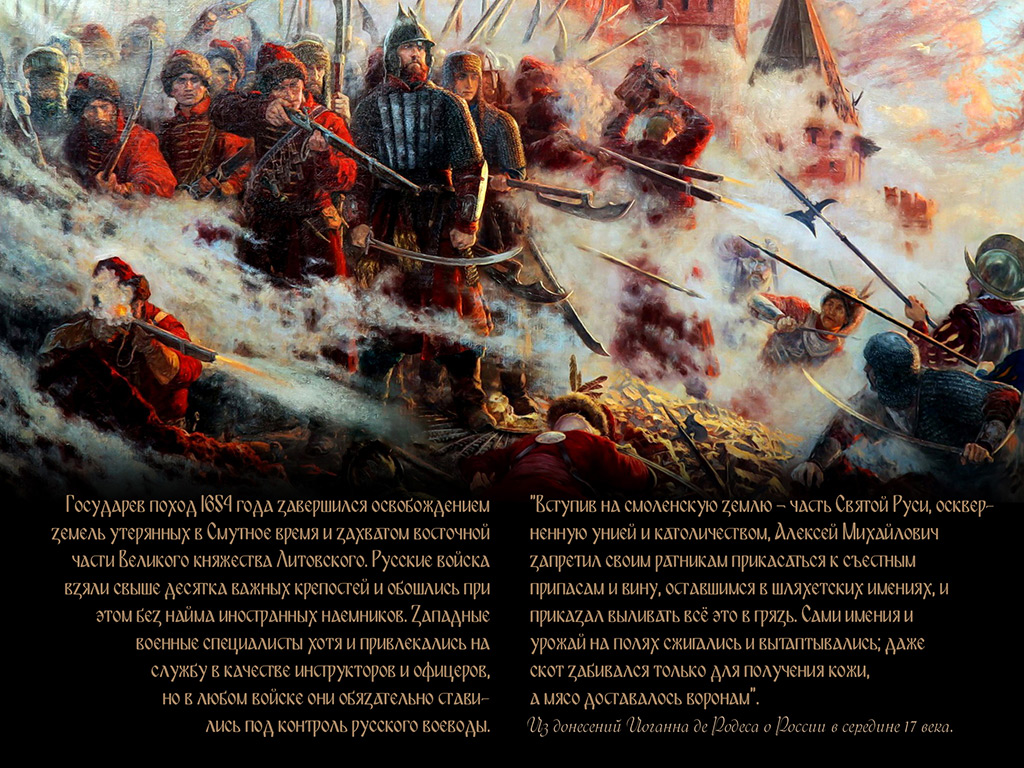 Государев поход 1654 года завершился освобождением
земель утерянных в Смутное время и захватом восточной
части Великого княжества Литовского. Русские войска
взяли свыше десятка важных крепостей и обошлись при
этом без найма иностранных наемников. Западные
военные специалисты хотя и привлекались на
службу в качестве инструкторов и офицеров,
но в любом войске они обязательно стави-
лись под контроль русского воеводы.
"Вступив на смоленскую землю – часть Святой Руси, осквер-
ненную унией и католичеством, Алексей Михайлович
запретил своим ратникам прикасаться к съестным
припасам и вину, оставшимся в шляхетских имениях, и
приказал выливать всё это в грязь. Сами имения и
урожай на полях сжигались и вытаптывались; даже
скот забивался только для получения кожи,
а мясо доставалось воронам".
Из донесений Иоганна де Родеса о России в середине 17 века.